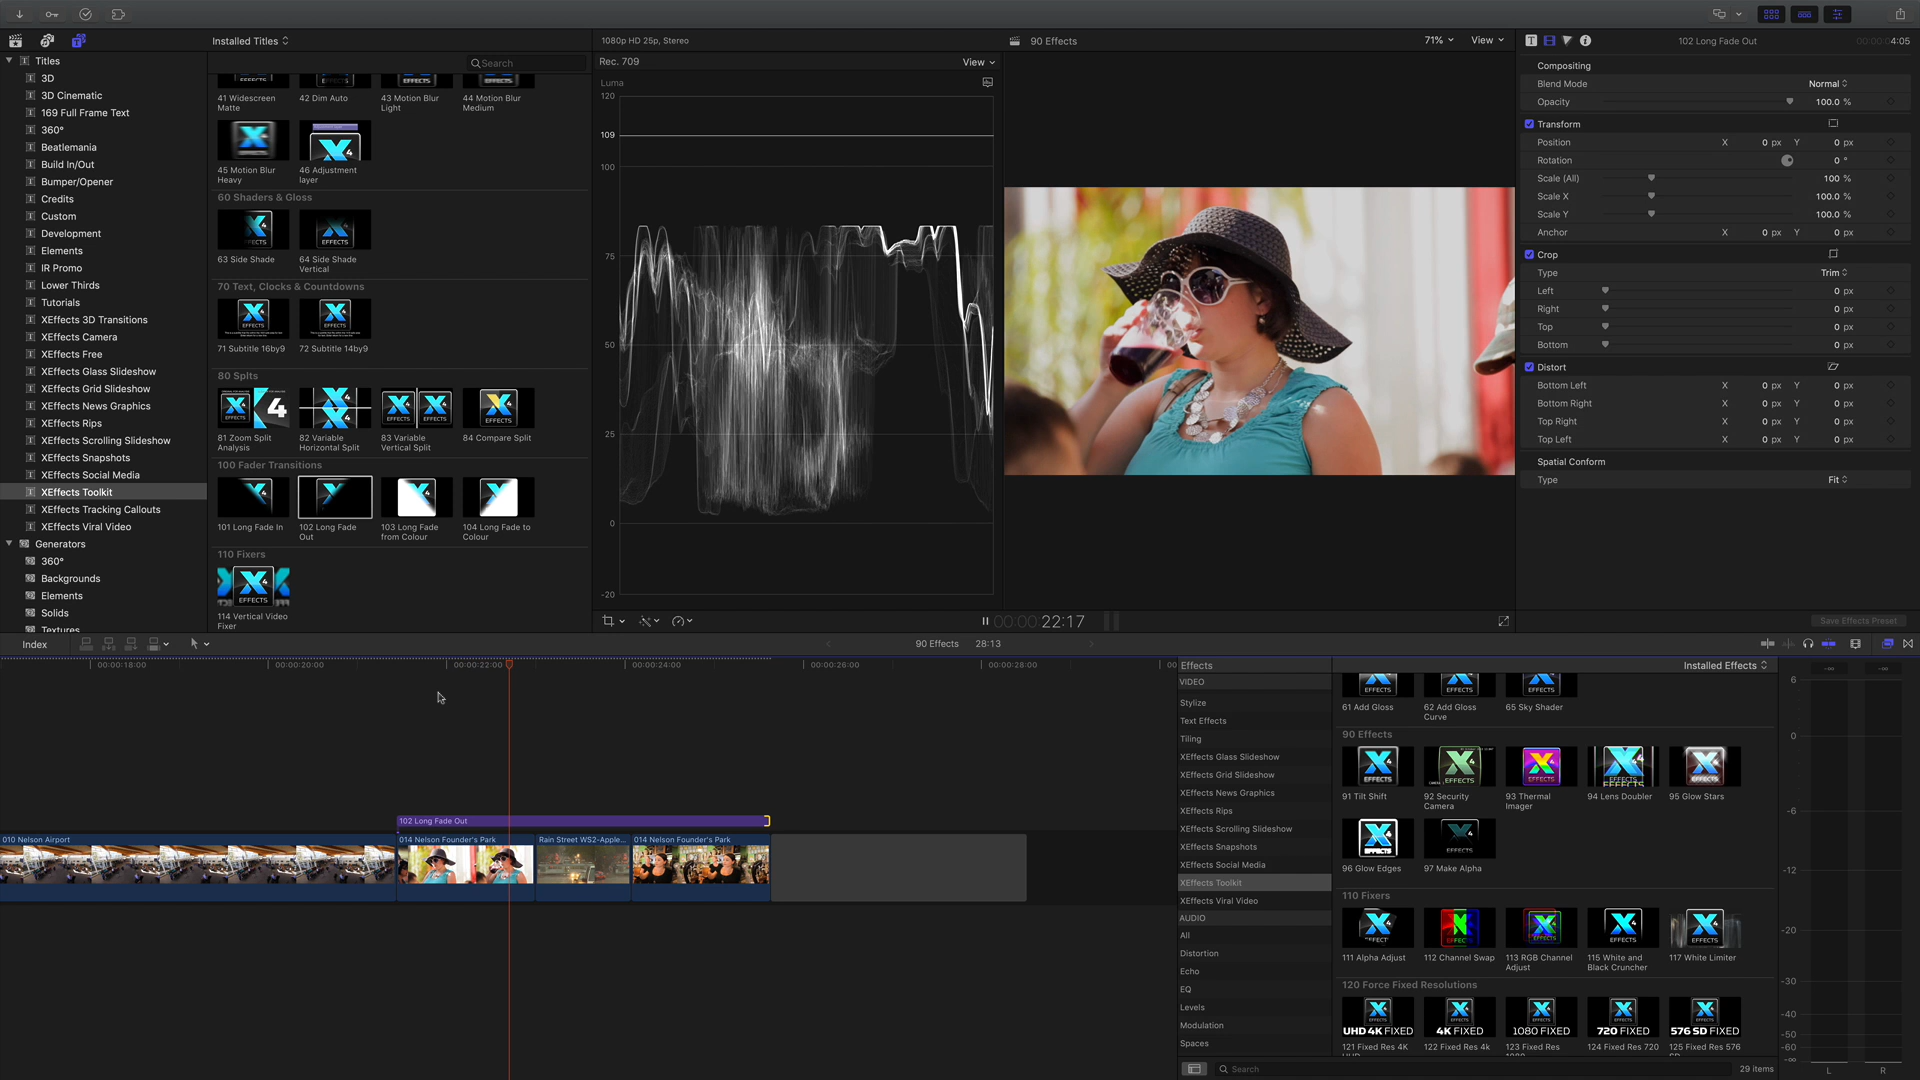 Installed Titles
1080p HD 25p, Stereo
90 Effects
71%
View
102 Long Fade Out
4:05
Titles
3D
3D Cinematic
169 Full Frame Text
360°
Beatlemania
Build In/Out
Bumper/Opener
Credits
Custom
Development
Elements
IR Promo
Lower Thirds
Tutorials
XEffects 3D Transitions
XEffects Camera
XEffects Free
XEffects Glass Slideshow
XEffects Grid Slideshow
XEffects News Graphics
XEffects Rips
XEffects Scrolling Slideshow
XEffects Snapshots
XEffects Social Media
XEffects Toolkit
XEffects Tracking Callouts
XEffects Viral Video
Generators
360°
Backgrounds
Elements
Solids
Textures
Search
41 Widescreen Matte
42 Dim Auto
43 Motion Blur Light
44 Motion Blur Medium
45 Motion Blur Heavy
46 Adjustment layer
60 Shaders & Gloss
63 Side Shade
64 Side Shade Vertical
70 Text, Clocks & Countdowns
71 Subtitle 16by9
72 Subtitle 14by9
80 Splts
81 Zoom Split Analysis
82 Variable Horizontal Split
83 Variable Vertical Split
84 Compare Split
100 Fader Transitions
101 Long Fade In
102 Long Fade Out
103 Long Fade from Colour
104 Long Fade to Colour
110 Fixers
114 Vertical Video Fixer
Rec. 709
View
Luma
120
109
100
75
50
25
0
-20
00:00:22:17
Compositing
Blend Mode Normal
Opacity 100.0 %
Transform
Position X 0 px Y 0 px
Rotation 0 °
Scale (All) 100 %
Scale X 100.0 %
Scale Y 100.0 %
Anchor X 0 px Y 0 px
Crop
Type Trim
Left 0 px
Right 0 px
Top 0 px
Bottom 0 px
Distort
Bottom Left X 0 px Y 0 px
Bottom Right X 0 px Y 0 px
Top Right X 0 px Y 0 px
Top Left X 0 px Y 0 px
Spatial Conform
Type Fit
Save Effects Preset
Index
90 Effects 28:13
00:00:18:00
00:00:20:00
00:00:22:00
00:00:24:00
00:00:26:00
00:00:28:00
00
102 Long Fade Out
010 Nelson Airport
014 Nelson Founder's Park
Rain Street WS2-Apple...
014 Nelson Founder's Park
Effects
Installed Effects
VIDEO
Stylize
Text Effects
Tiling
XEffects Glass Slideshow
XEffects Grid Slideshow
XEffects News Graphics
XEffects Rips
XEffects Scrolling Slideshow
XEffects Snapshots
XEffects Social Media
XEffects Toolkit
XEffects Viral Video
AUDIO
All
Distortion
Echo
EQ
Levels
Modulation
Spaces
61 Add Gloss
62 Add Gloss Curve
65 Sky Shader
90 Effects
91 Tilt Shift
92 Security Camera
93 Thermal Imager
94 Lens Doubler
95 Glow Stars
96 Glow Edges
97 Make Alpha
110 Fixers
111 Alpha Adjust
112 Channel Swap
113 RGB Channel Adjust
115 White and Black Cruncher
117 White Limiter
120 Force Fixed Resolutions
UHD 4K FIXED
4K FIXED
1080 FIXED
720 FIXED
576 SD FIXED
121 Fixed Res 4K
122 Fixed Res 4k
123 Fixed Res
124 Fixed Res 720
125 Fixed Res 576
Search
29 items
6
0
-6
-12
-20
-30
-40
-50
-60
-∞
L
R